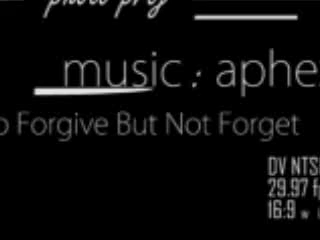 music : aphe
o Forgive But Not Forget
DV NTS
29.97 f
16:9 w